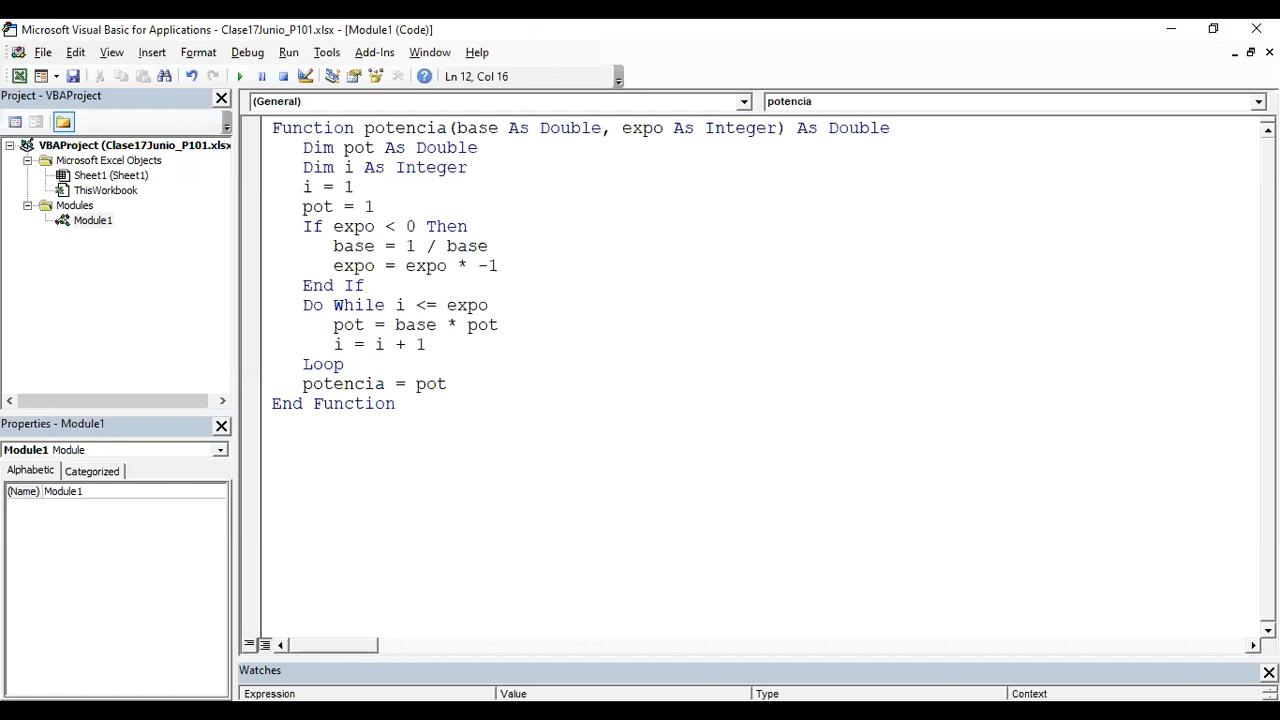 Microsoft Visual Basic for Applications - Clase17Junio_P101.xlsx - [Module1 (Code)]
File Edit View Insert Format Debug Run Tools Add-Ins Window Help
Ln 12, Col 16
Project - VBAProject
(General)
potencia
VBAProject (Clase17Junio_P101.xlsx
Microsoft Excel Objects
Sheet1 (Sheet1)
ThisWorkbook
Modules
Module1
Function potencia(base As Double, expo As Integer) As Double
Dim pot As Double
Dim i As Integer
i = 1
pot = 1
If expo < 0 Then
base = 1 / base
expo = expo * -1
End If
Do While i <= expo
pot = base * pot
i = i + 1
Loop
potencia = pot
End Function
Properties - Module1
Module1 Module
Alphabetic Categorized
(Name) Module1
Watches
Expression Value Type Context